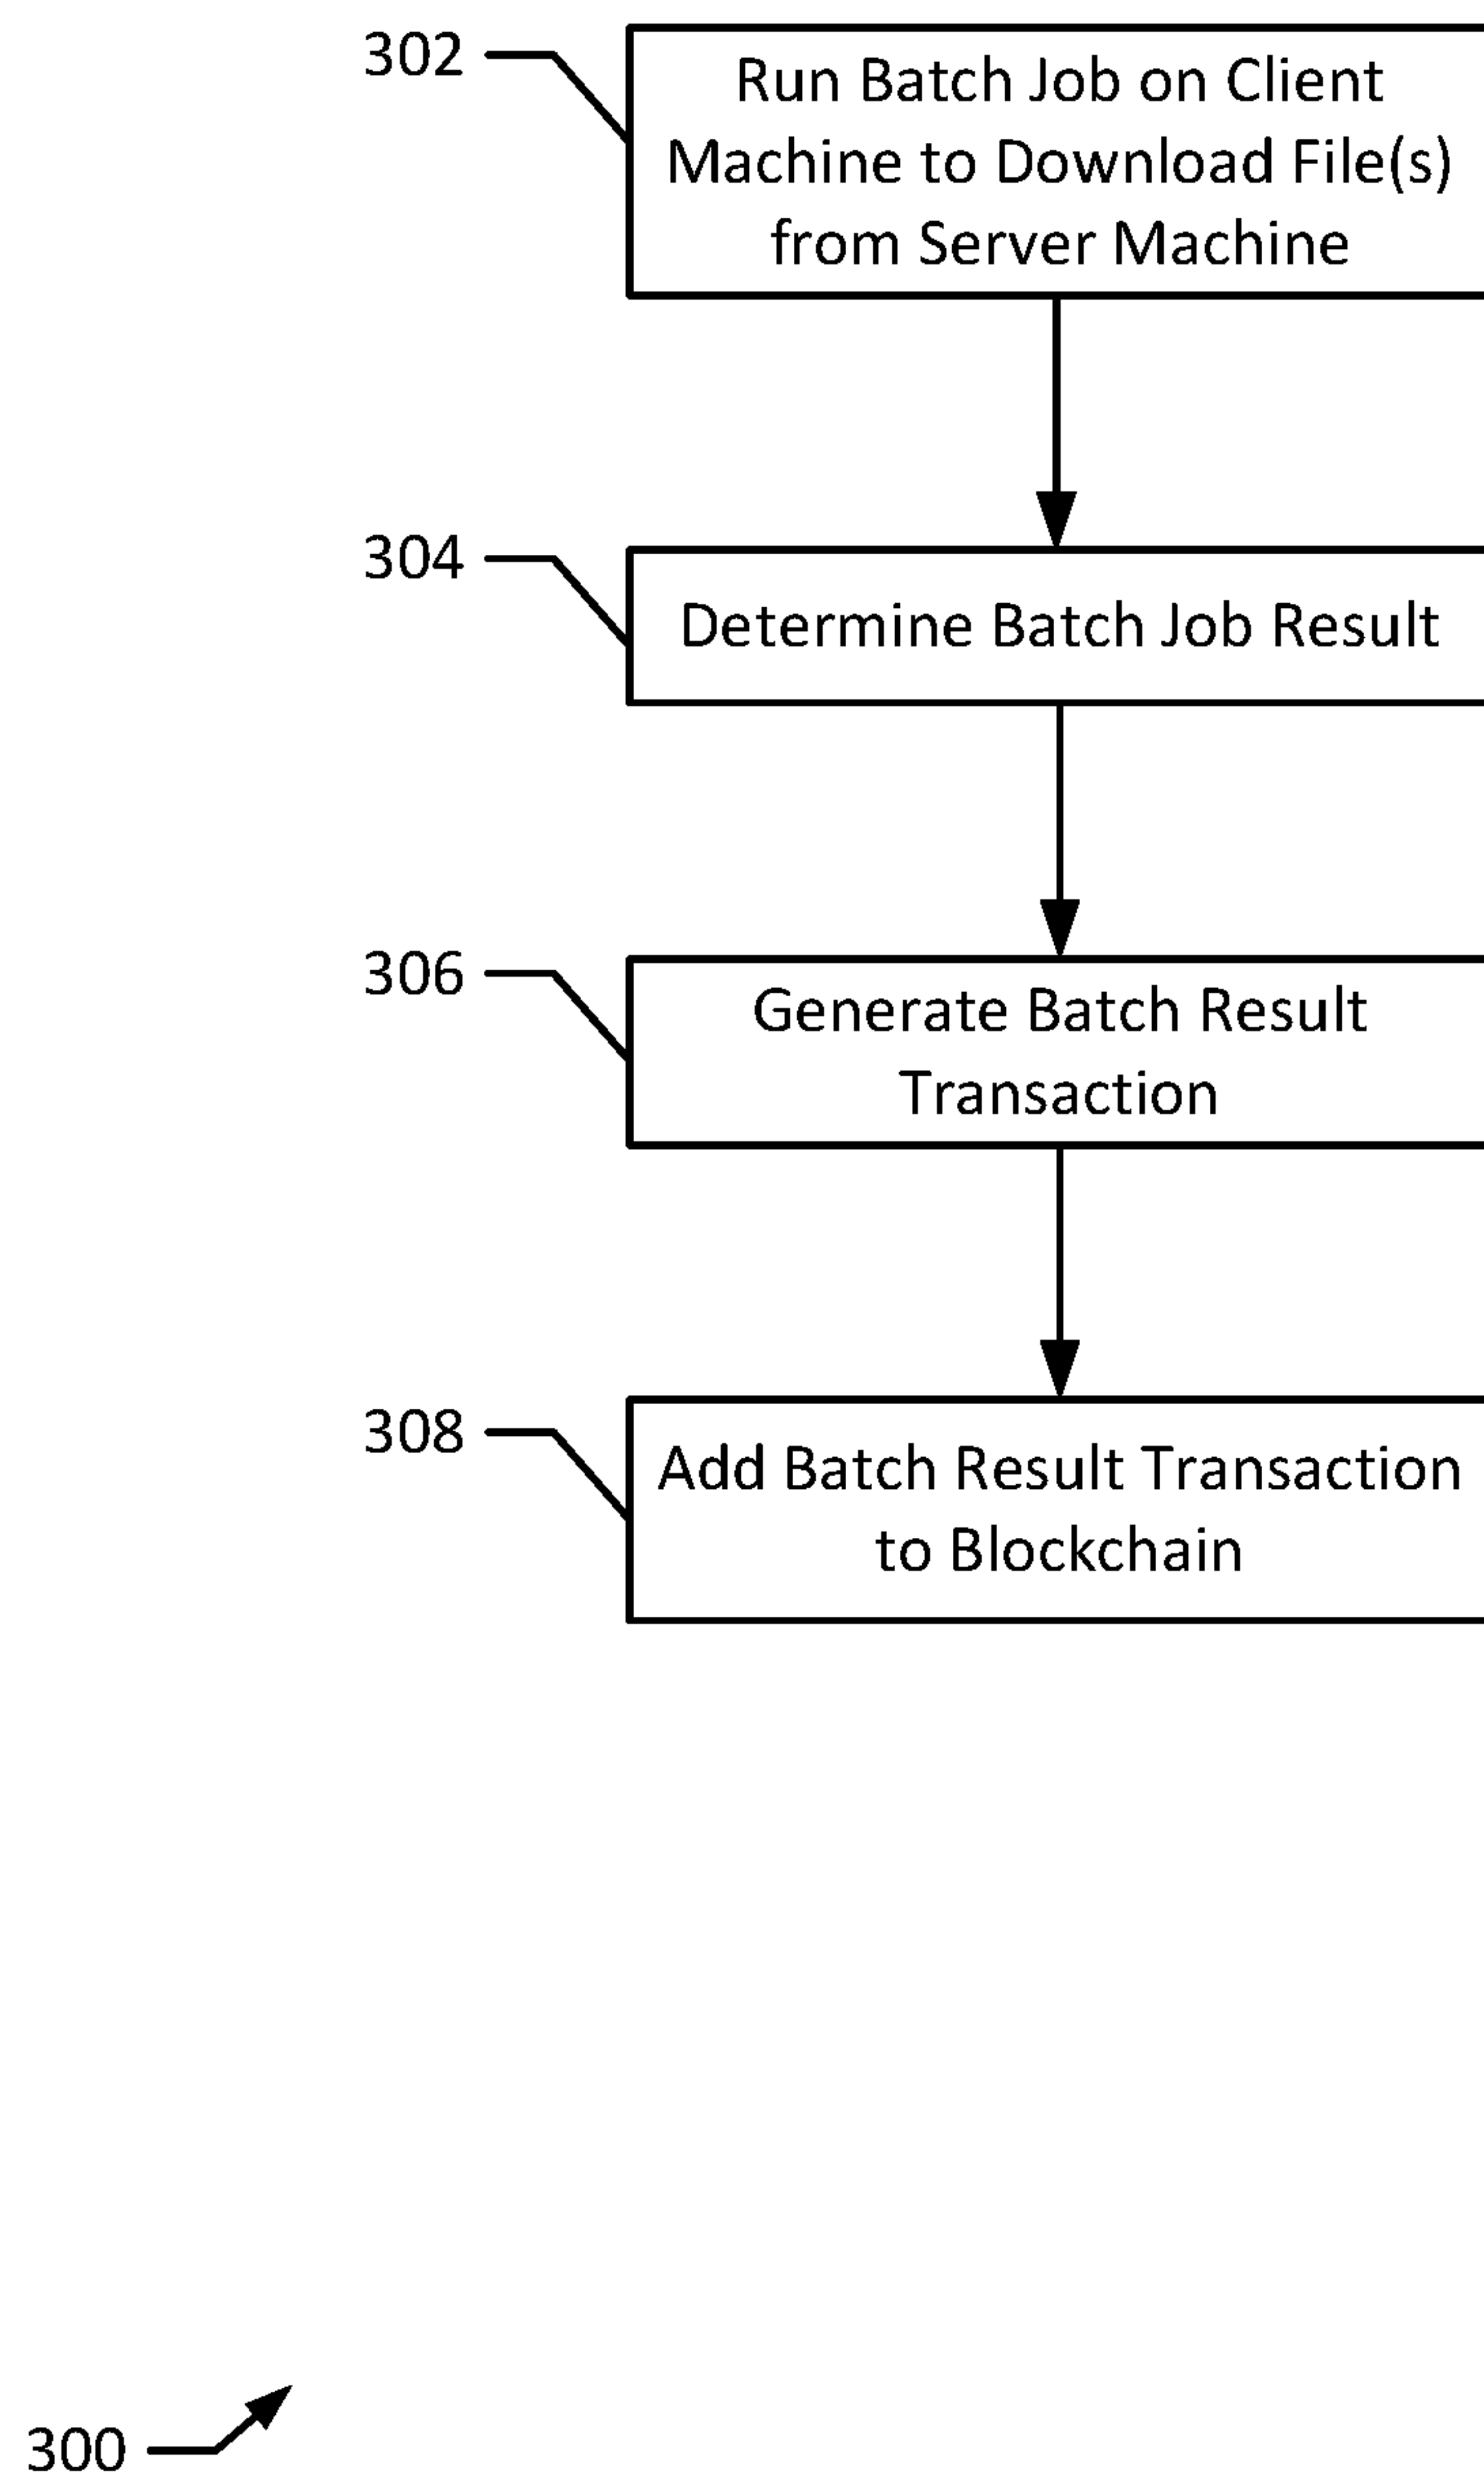 302
Run Batch Job on Client
Machine to Download File(s)
from Server Machine
304
Determine Batch Job Result
306
Generate Batch Result
Transaction
308
Add Batch Result Transaction
to Blockchain
300